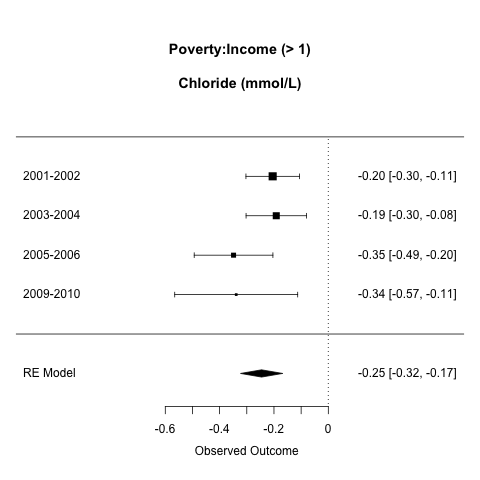 Poverty:Income (> 1)
Chloride (mmol/L)
2001-2002 -0.20 [-0.30, -0.11]
2003-2004 -0.19 [-0.30, -0.08]
2005-2006 -0.35 [-0.49, -0.20]
2009-2010 -0.34 [-0.57, -0.11]
RE Model -0.25 [-0.32, -0.17]
-0.6 -0.4 -0.2 0
Observed Outcome